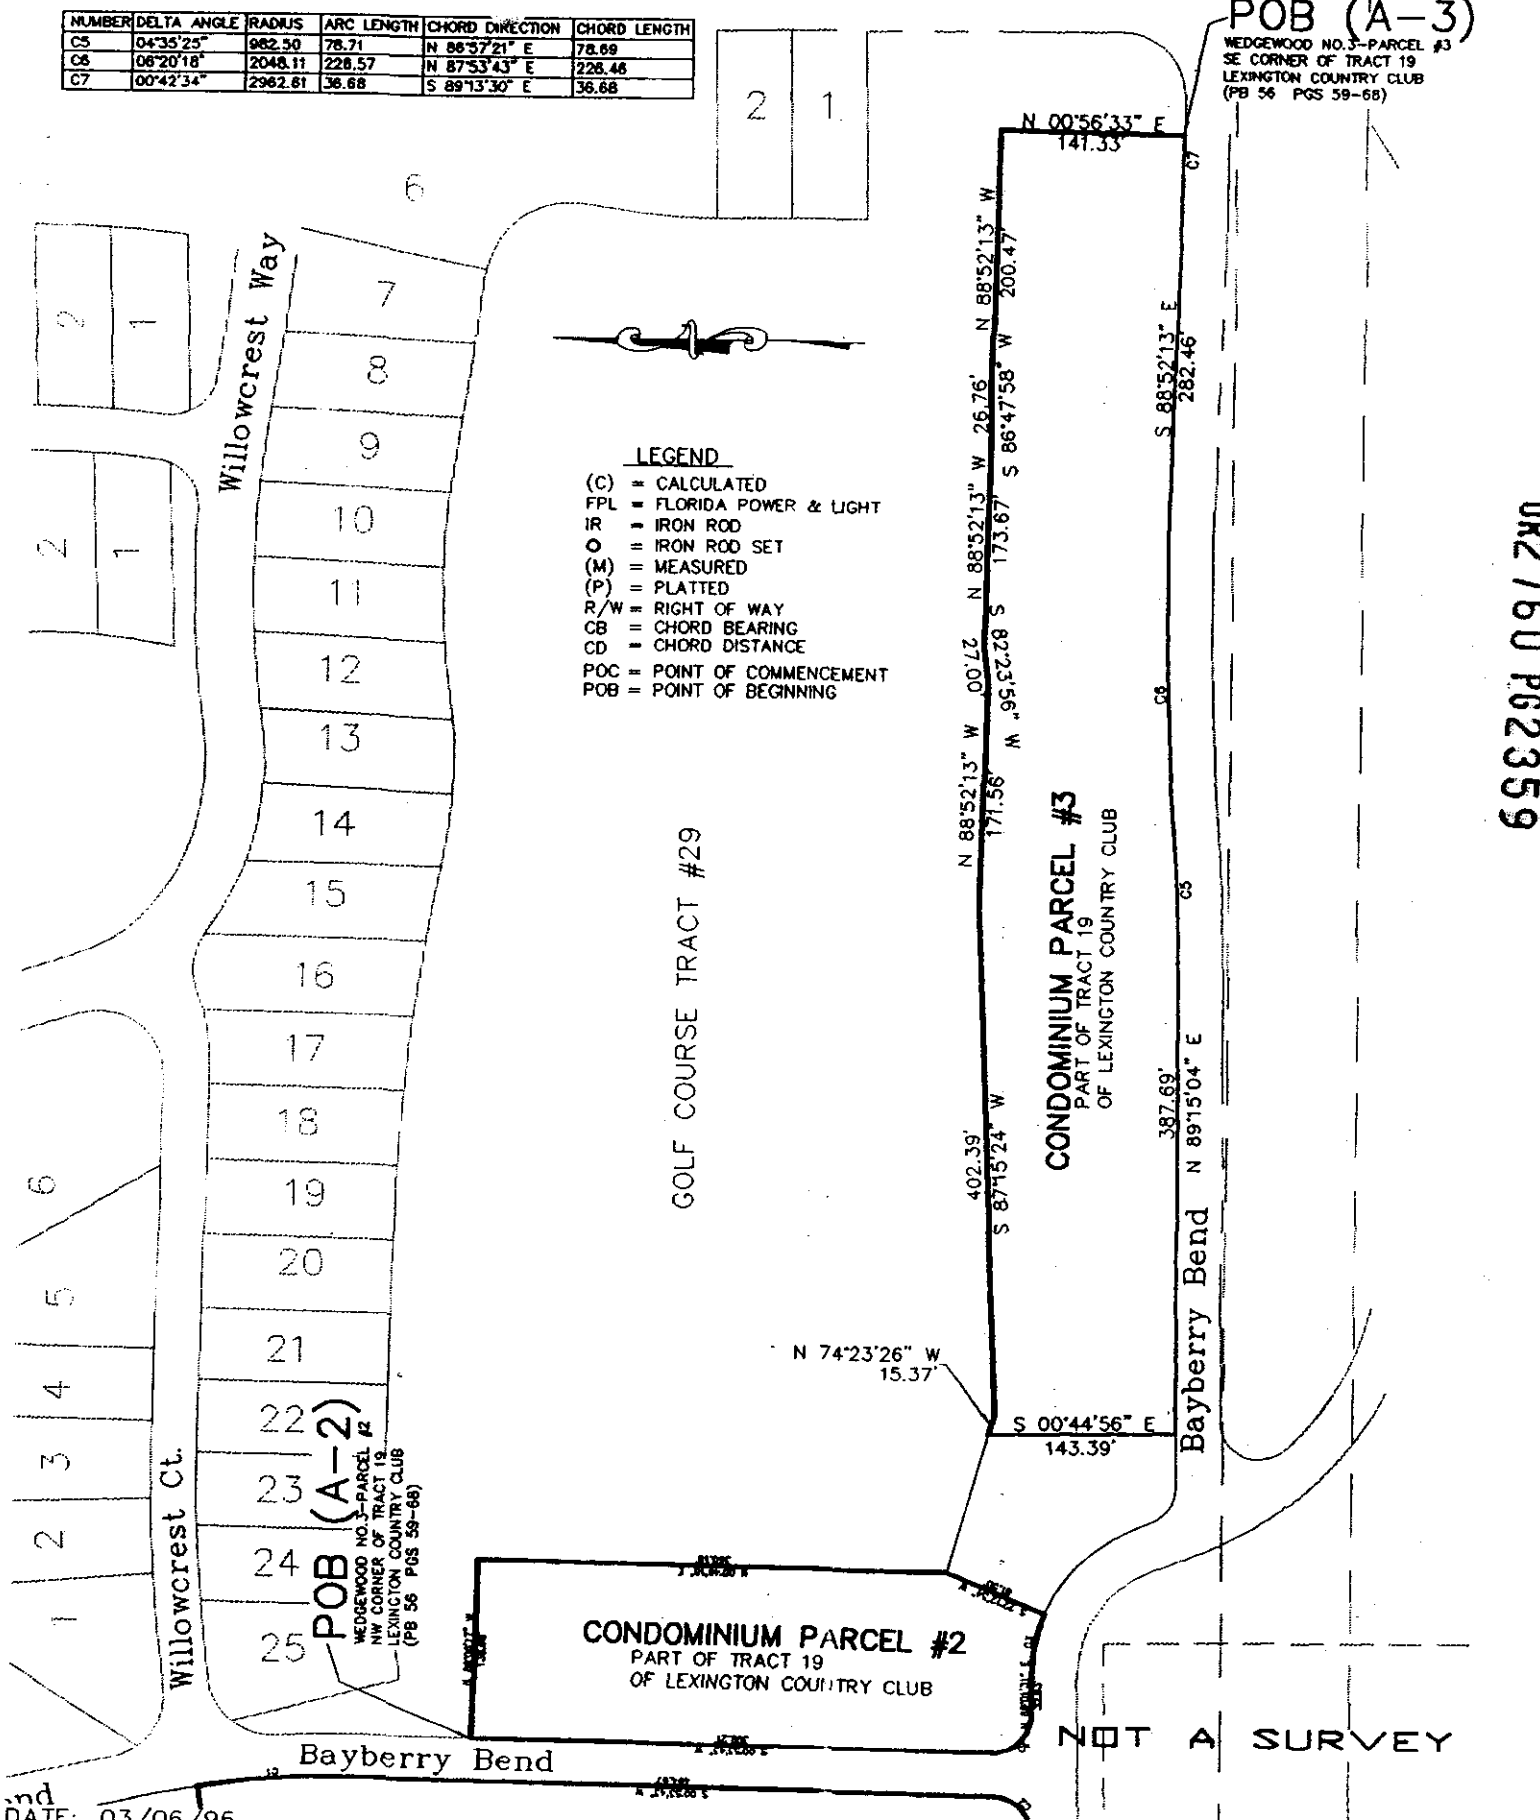 NUMBER DELTA ANGLE RADIUS ARC LENGTH CHORD DIRECTION CHORD LENGTH
C5 04°35'25" 982.50 78.71 N 86°57'21" E 78.69
C6 06°20'18" 2048.11 226.57 N 87°53'43" E 226.46
C7 00°42'34" 2962.61 36.68 S 89°13'30" E 36.68
POB (A-3)
WEDGEWOOD NO.3-PARCEL #3
SE CORNER OF TRACT 19
LEXINGTON COUNTRY CLUB
(PB 56 PGS 59-68)
2
1
N 00°56'33" E
141.33'
C7
6
2
1
Willowcrest Way
7
8
9
10
11
12
13
14
15
16
17
18
19
20
21
22
23
24
25
2
1
N 88°52'13" W
200.47'
S 88°52'13" E
282.46'
N 88°52'13" W 26.76'
S 86°47'58" W
173.67'
27.00'
S 82°23'56" W
N 88°52'13" W
171.56'
C6
C5
LEGEND
(C) = CALCULATED
FPL = FLORIDA POWER & LIGHT
IR = IRON ROD
O = IRON ROD SET
(M) = MEASURED
(P) = PLATTED
R/W = RIGHT OF WAY
CB = CHORD BEARING
CD = CHORD DISTANCE
POC = POINT OF COMMENCEMENT
POB = POINT OF BEGINNING
OR2760 PG2359
GOLF COURSE TRACT #29
CONDOMINIUM PARCEL #3
PART OF TRACT 19
OF LEXINGTON COUNTRY CLUB
402.39'
S 87°15'24" W
387.69'
N 89°15'04" E
Bayberry Bend
N 74°23'26" W
15.37'
S 00°44'56" E
143.39'
6
5
4
3
2
1
Willowcrest Ct.
POB (A-2)
WEDGEWOOD NO.3-PARCEL #2
NW CORNER OF TRACT 19
LEXINGTON COUNTRY CLUB
(PB 56 PGS 59-68)
CONDOMINIUM PARCEL #2
PART OF TRACT 19
OF LEXINGTON COUNTRY CLUB
NOT A SURVEY
Bayberry Bend
DATE: 03/06/96